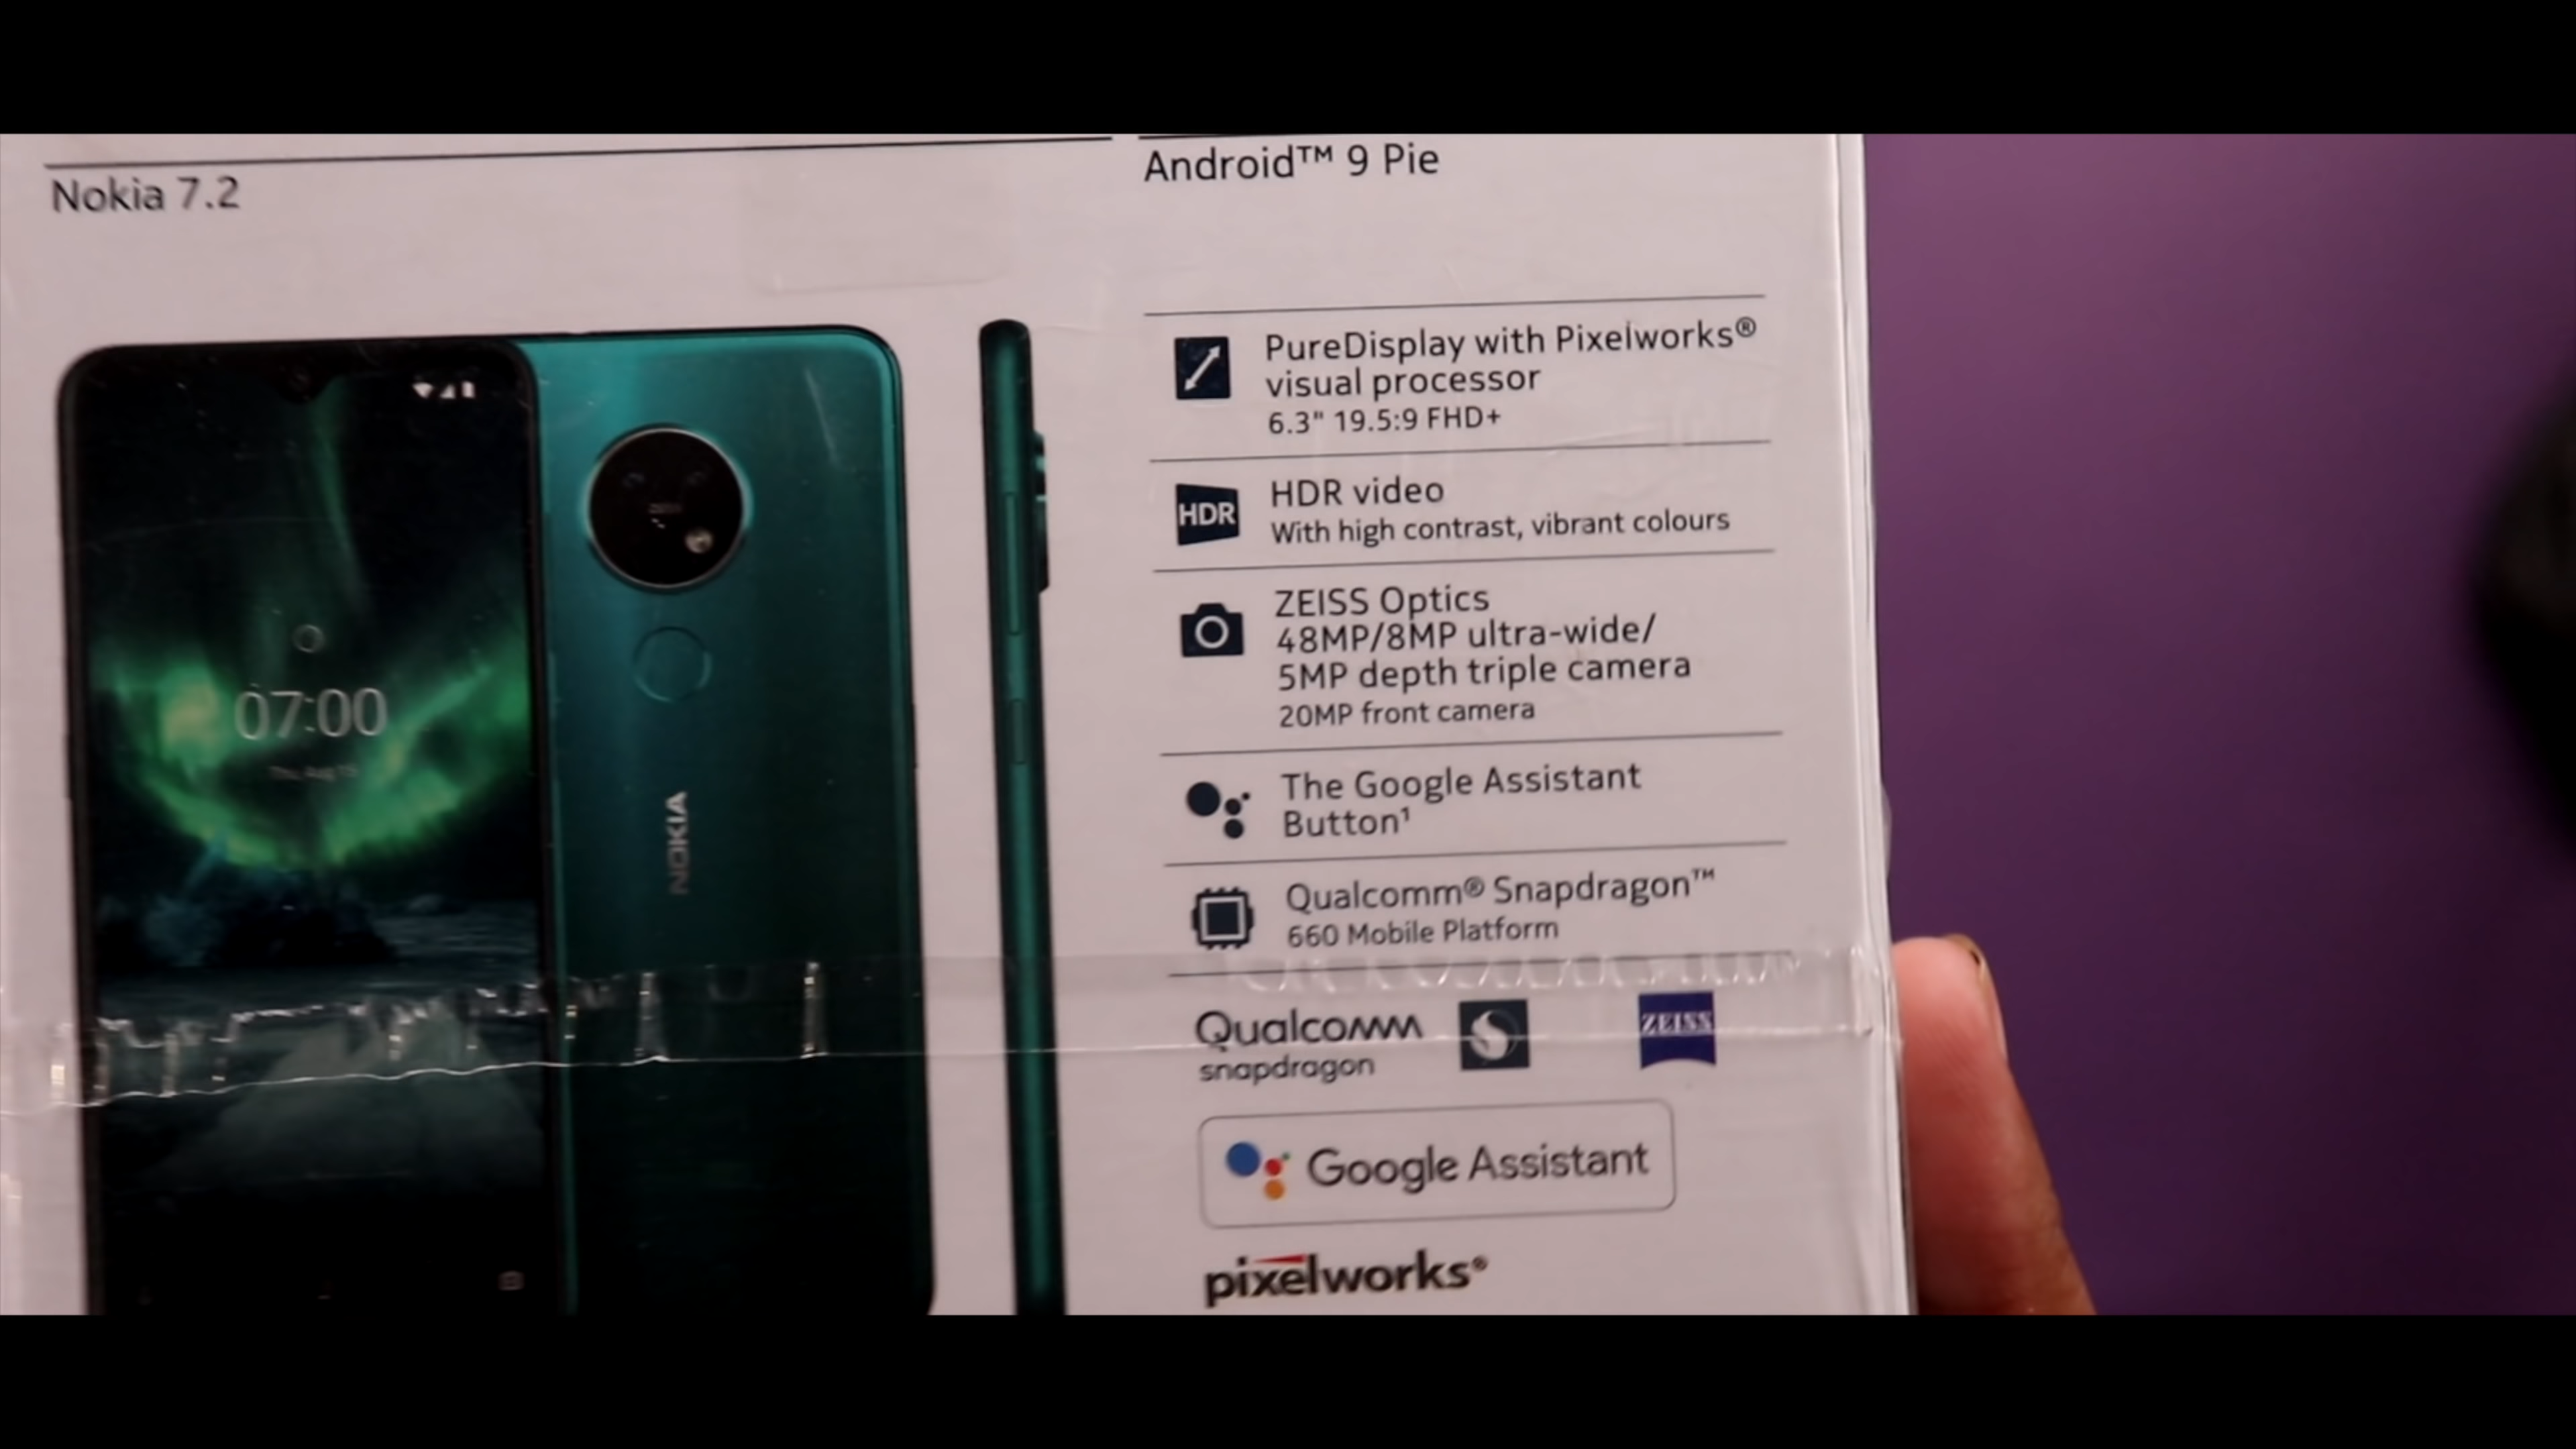 Nokia 7.2
Android™ 9 Pie
07:00
NOKIA
PureDisplay with Pixelworks®
visual processor
6.3" 19.5:9 FHD+
HDR
HDR video
With high contrast, vibrant colours
ZEISS Optics
48MP/8MP ultra-wide/
5MP depth triple camera
20MP front camera
The Google Assistant
Button¹
Qualcomm® Snapdragon™
660 Mobile Platform
Qualcomm
snapdragon
ZEISS
Google Assistant
pixelworks®